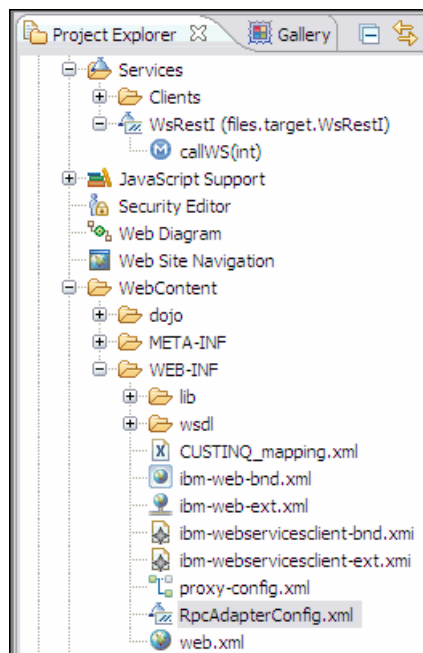 Project Explorer Gallery
Services
Clients
WsRestI (files.target.WsRestI)
callWS(int)
JavaScript Support
Security Editor
Web Diagram
Web Site Navigation
WebContent
dojo
META-INF
WEB-INF
lib
wsdl
CUSTINQ_mapping.xml
ibm-web-bnd.xml
ibm-web-ext.xml
ibm-webservicesclient-bnd.xmi
ibm-webservicesclient-ext.xmi
proxy-config.xml
RpcAdapterConfig.xml
web.xml